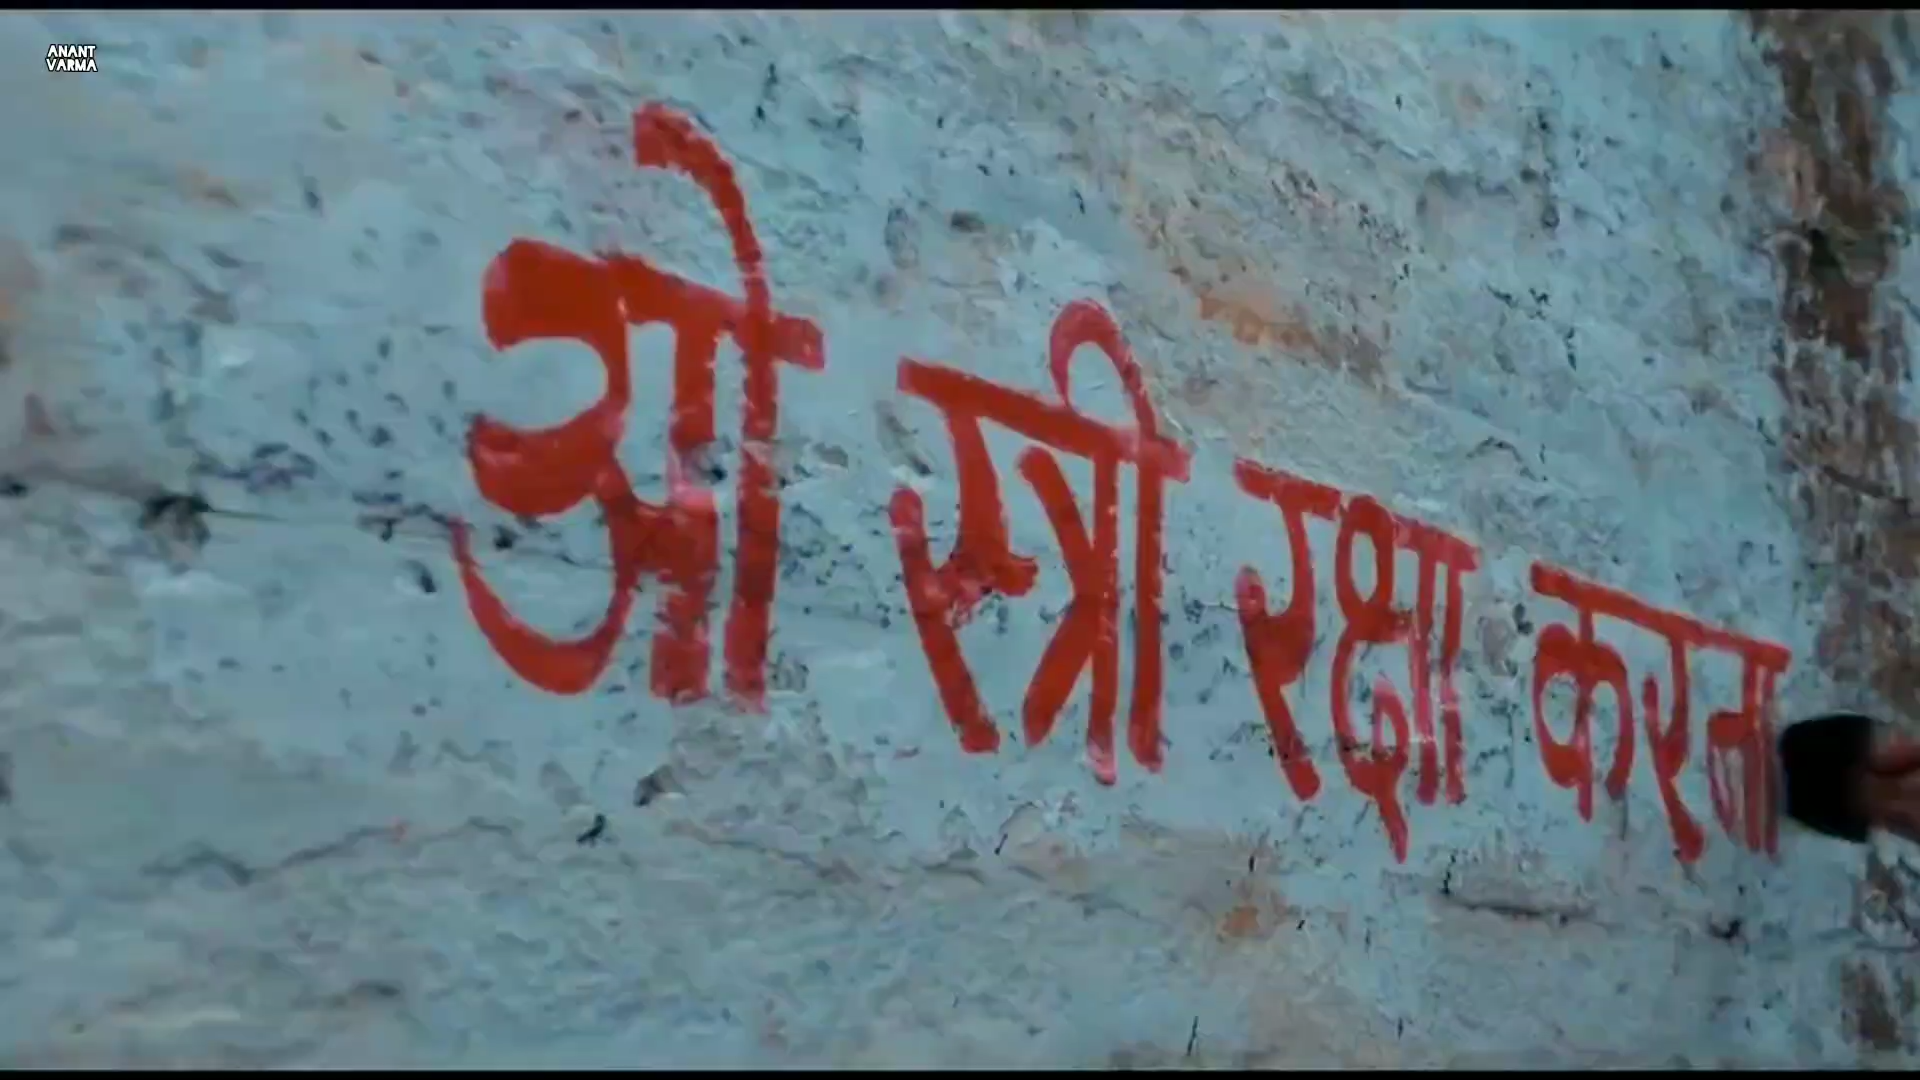 ANANT
VARMA
ओ स्त्री रक्षा करना